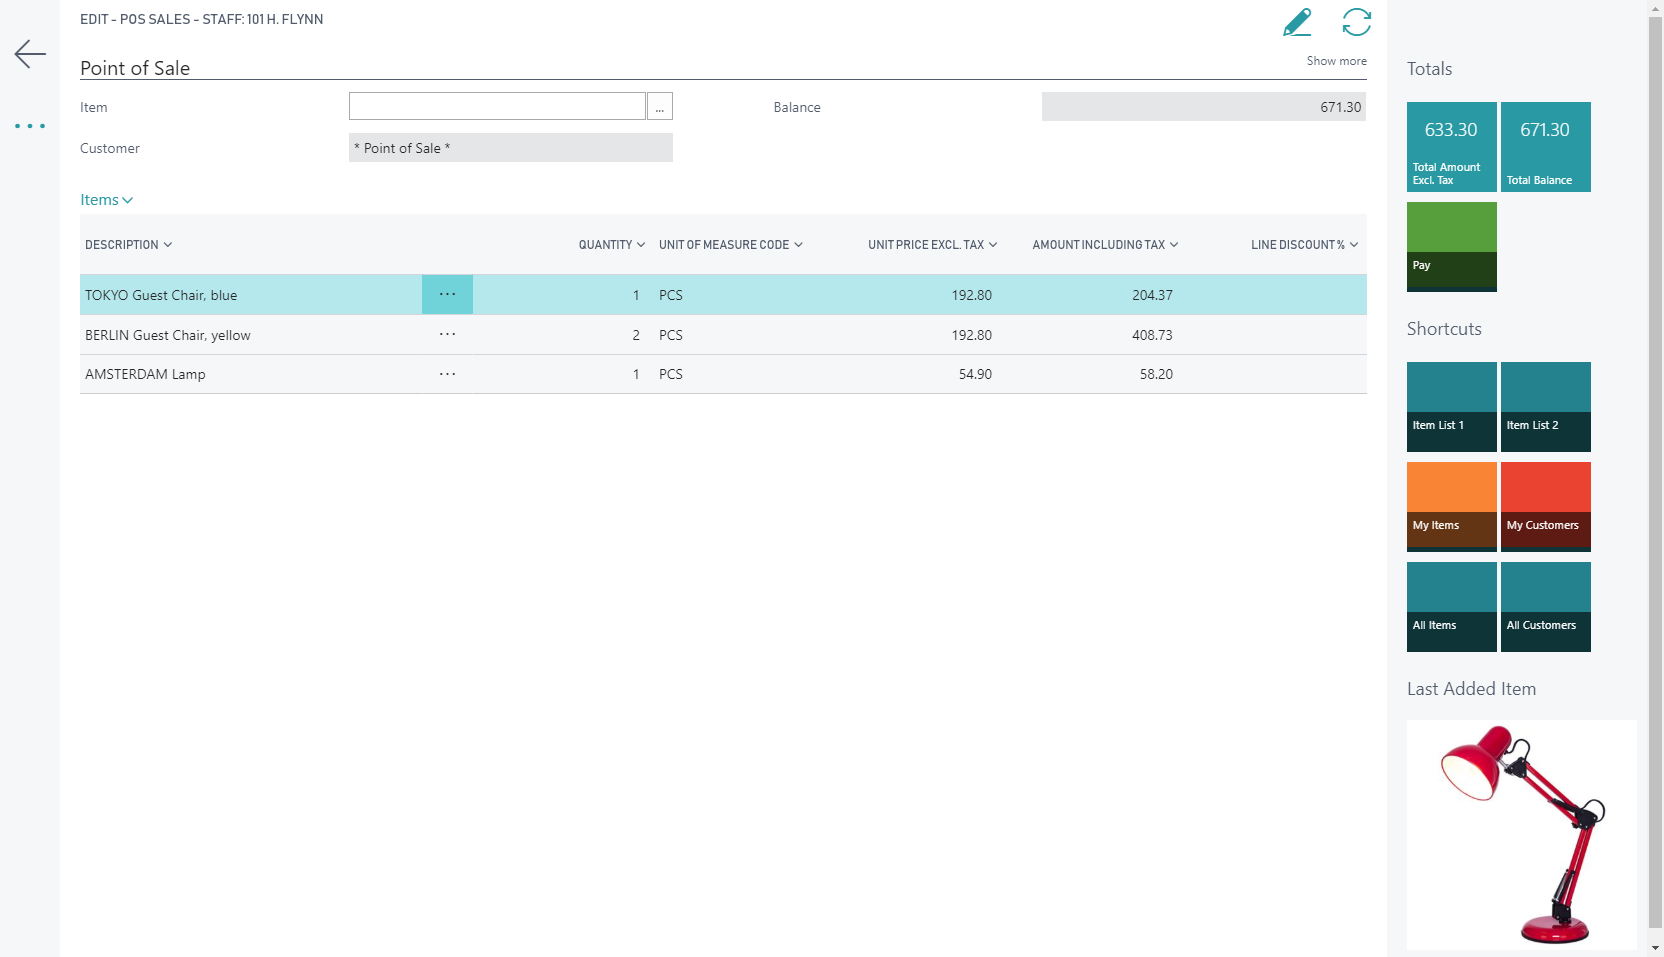 EDIT - POS SALES - STAFF: 101 H. FLYNN
Point of Sale
Show more
Item
...
Balance
671.30
Customer
* Point of Sale *
Items
DESCRIPTION QUANTITY UNIT OF MEASURE CODE UNIT PRICE EXCL. TAX AMOUNT INCLUDING TAX LINE DISCOUNT %
TOKYO Guest Chair, blue ... 1 PCS 192.80 204.37
BERLIN Guest Chair, yellow ... 2 PCS 192.80 408.73
AMSTERDAM Lamp ... 1 PCS 54.90 58.20
Totals
633.30
Total Amount
Excl. Tax
671.30
Total Balance
Pay
Shortcuts
Item List 1
Item List 2
My Items
My Customers
All Items
All Customers
Last Added Item